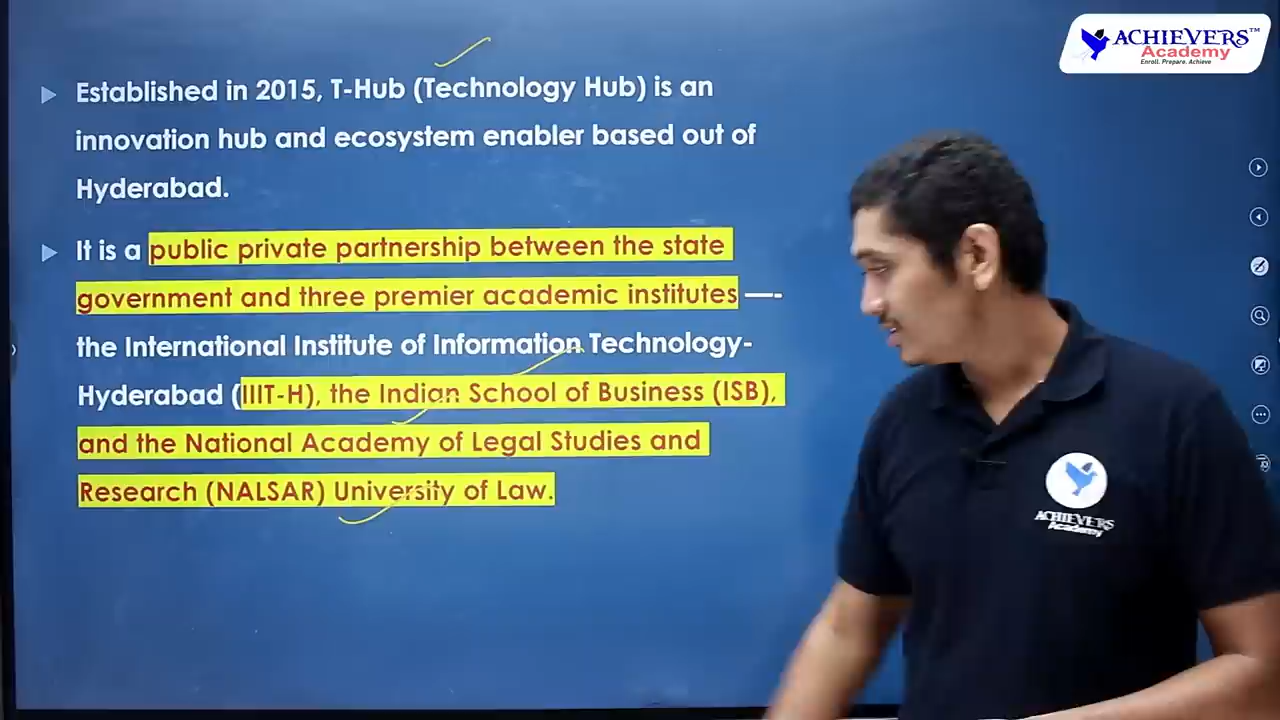 ACHIEVERS™
Academy
Enroll. Prepare. Achieve
Established in 2015, T-Hub (Technology Hub) is an
innovation hub and ecosystem enabler based out of
Hyderabad.
It is a public private partnership between the state
government and three premier academic institutes —-
the International Institute of Information Technology-
Hyderabad (IIIT-H), the Indian School of Business (ISB),
and the National Academy of Legal Studies and
Research (NALSAR) University of Law.
ACHIEVERS
Academy